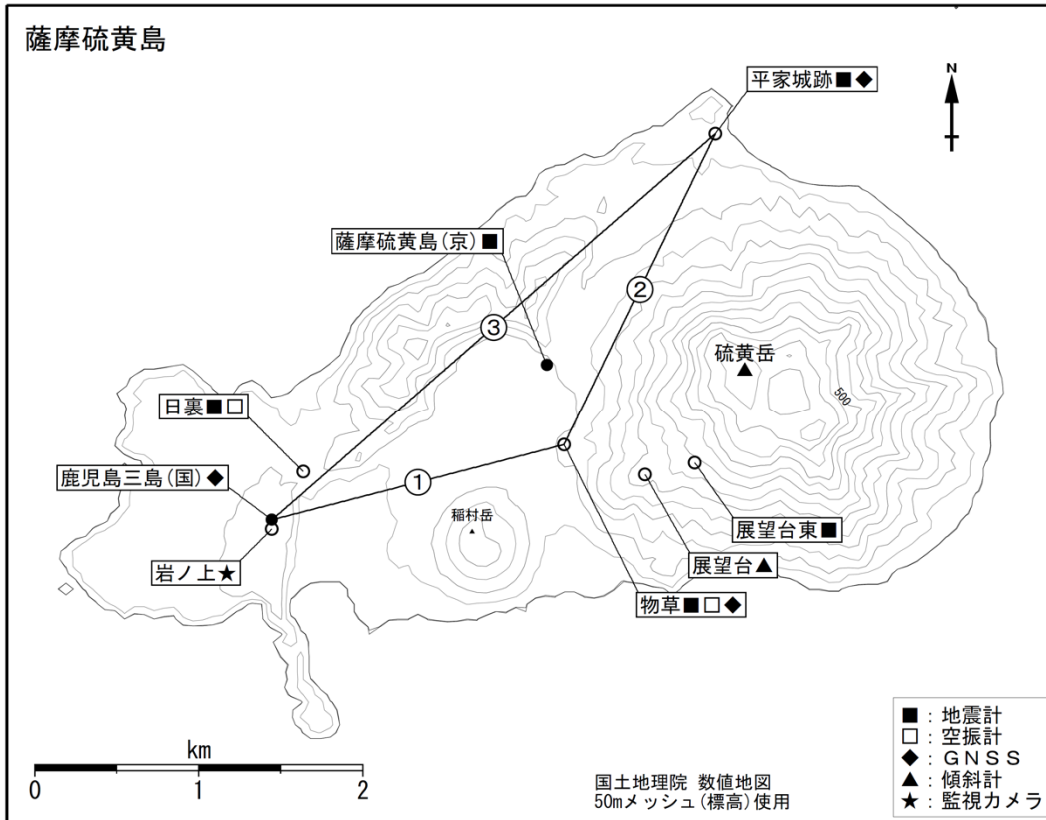 薩摩硫黄島
平家城跡■◆
N
薩摩硫黄島(京)■
②
③
硫黄岳
500
日裏■□
鹿児島三島(国)◆
①
稲村岳
展望台東■
岩ノ上★
展望台▲
物草■□◆
■：地震計
□：空振計
◆：ＧＮＳＳ
▲：傾斜計
★：監視カメラ
km
0 1 2
国土地理院 数値地図
50mメッシュ(標高)使用